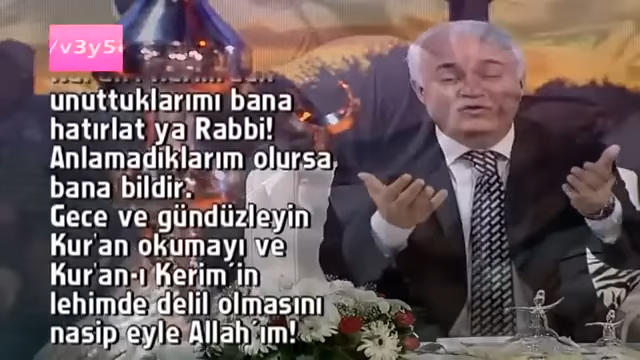 /v3y5
unuttuklarımı bana
hatırlat ya Rabbi!
Anlamadıklarım olursa,
bana bildir.
Gece ve gündüzleyin
Kur'an okumayı ve
Kur'an-ı Kerim'in
lehimde delil olmasını
nasip eyle Allah'ım!